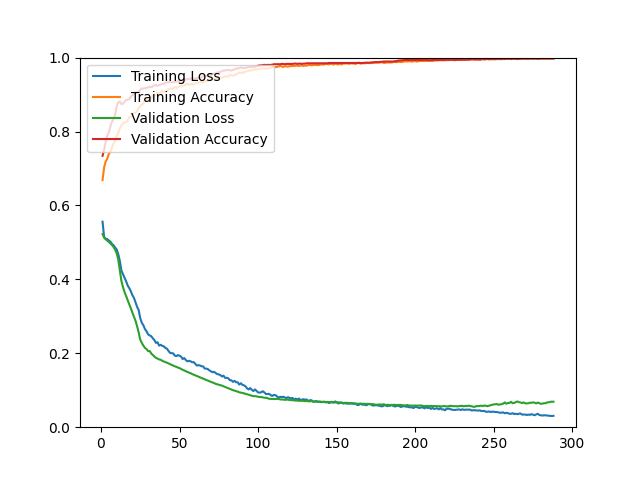 Training Loss
Training Accuracy
Validation Loss
Validation Accuracy
1.0
0.8
0.6
0.4
0.2
0.0
0 50 100 150 200 250 300